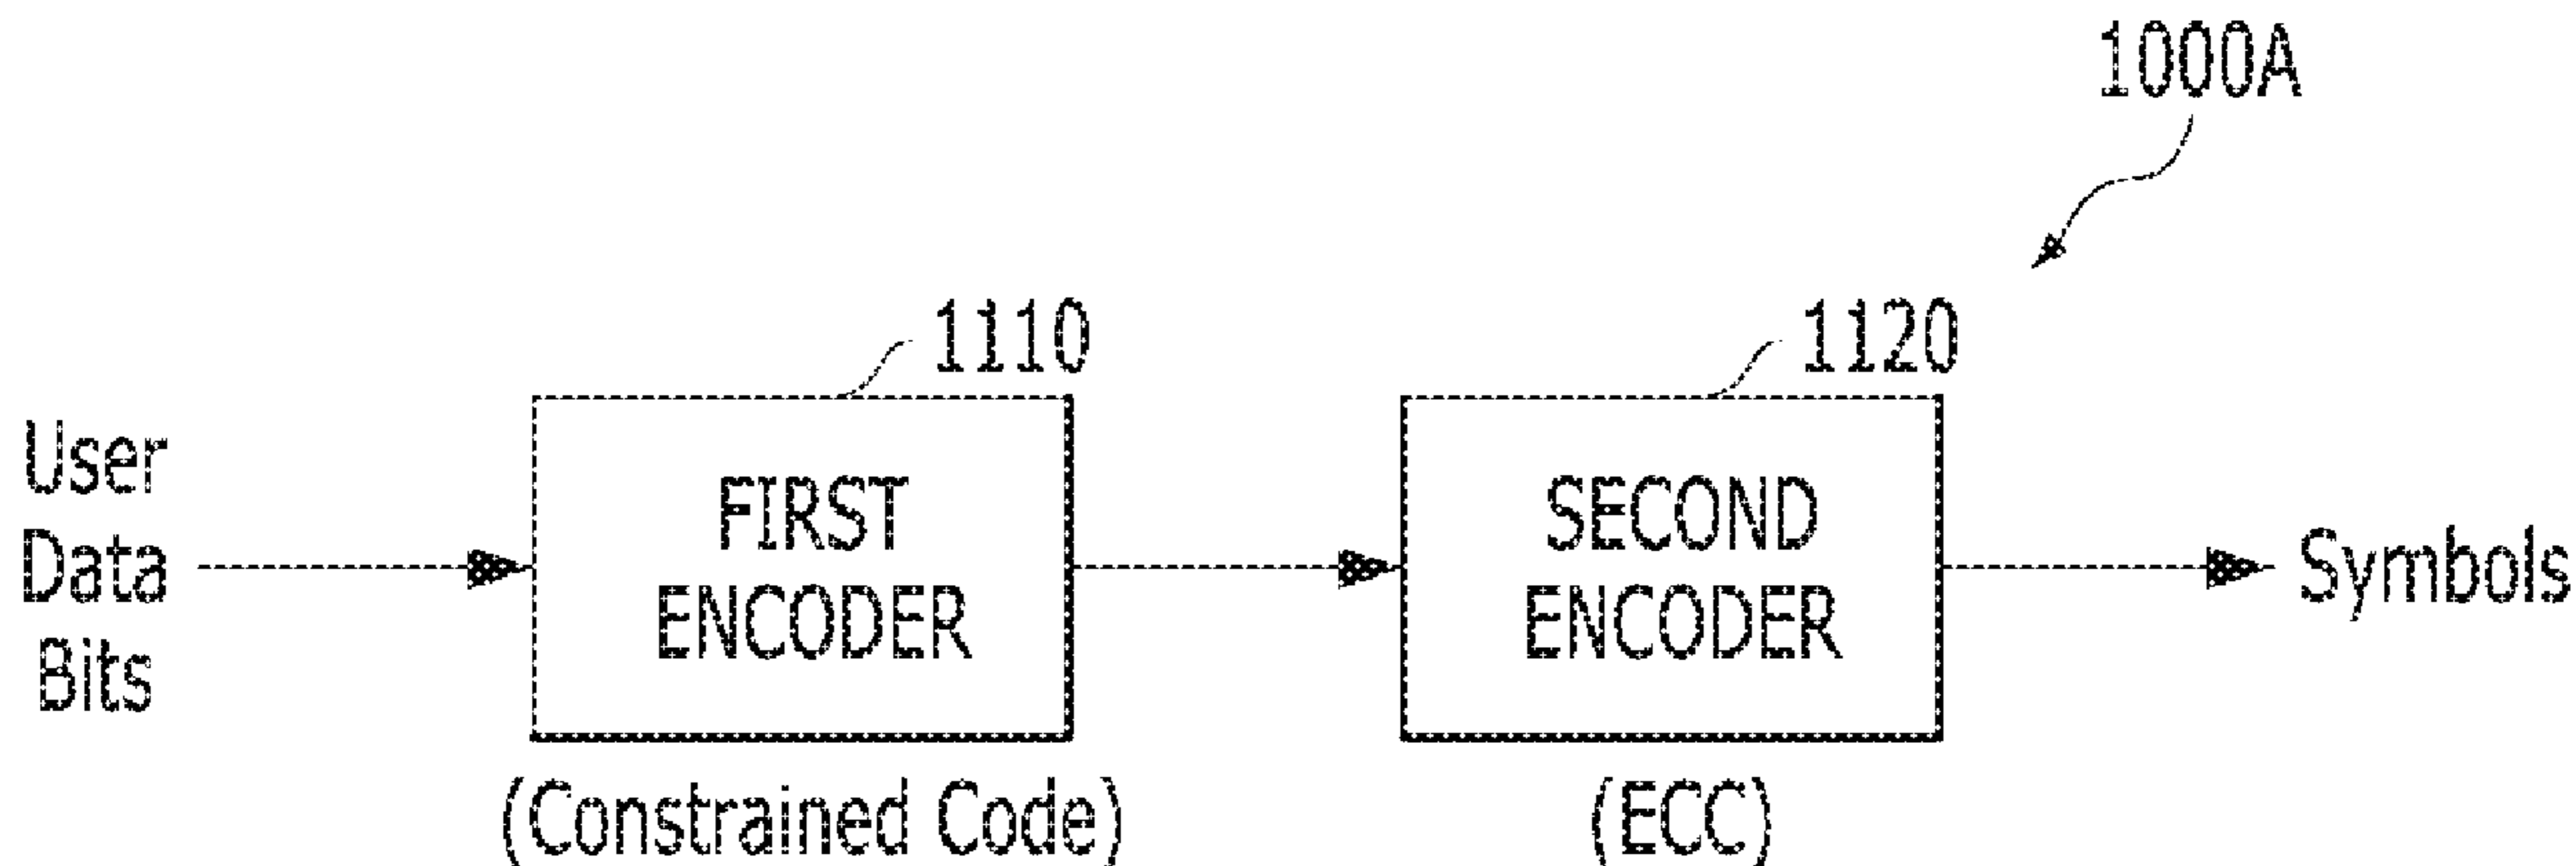 1000A
1110
1120
User
Data
Bits
FIRST
ENCODER
SECOND
ENCODER
Symbols
(Constrained Code)
(ECC)